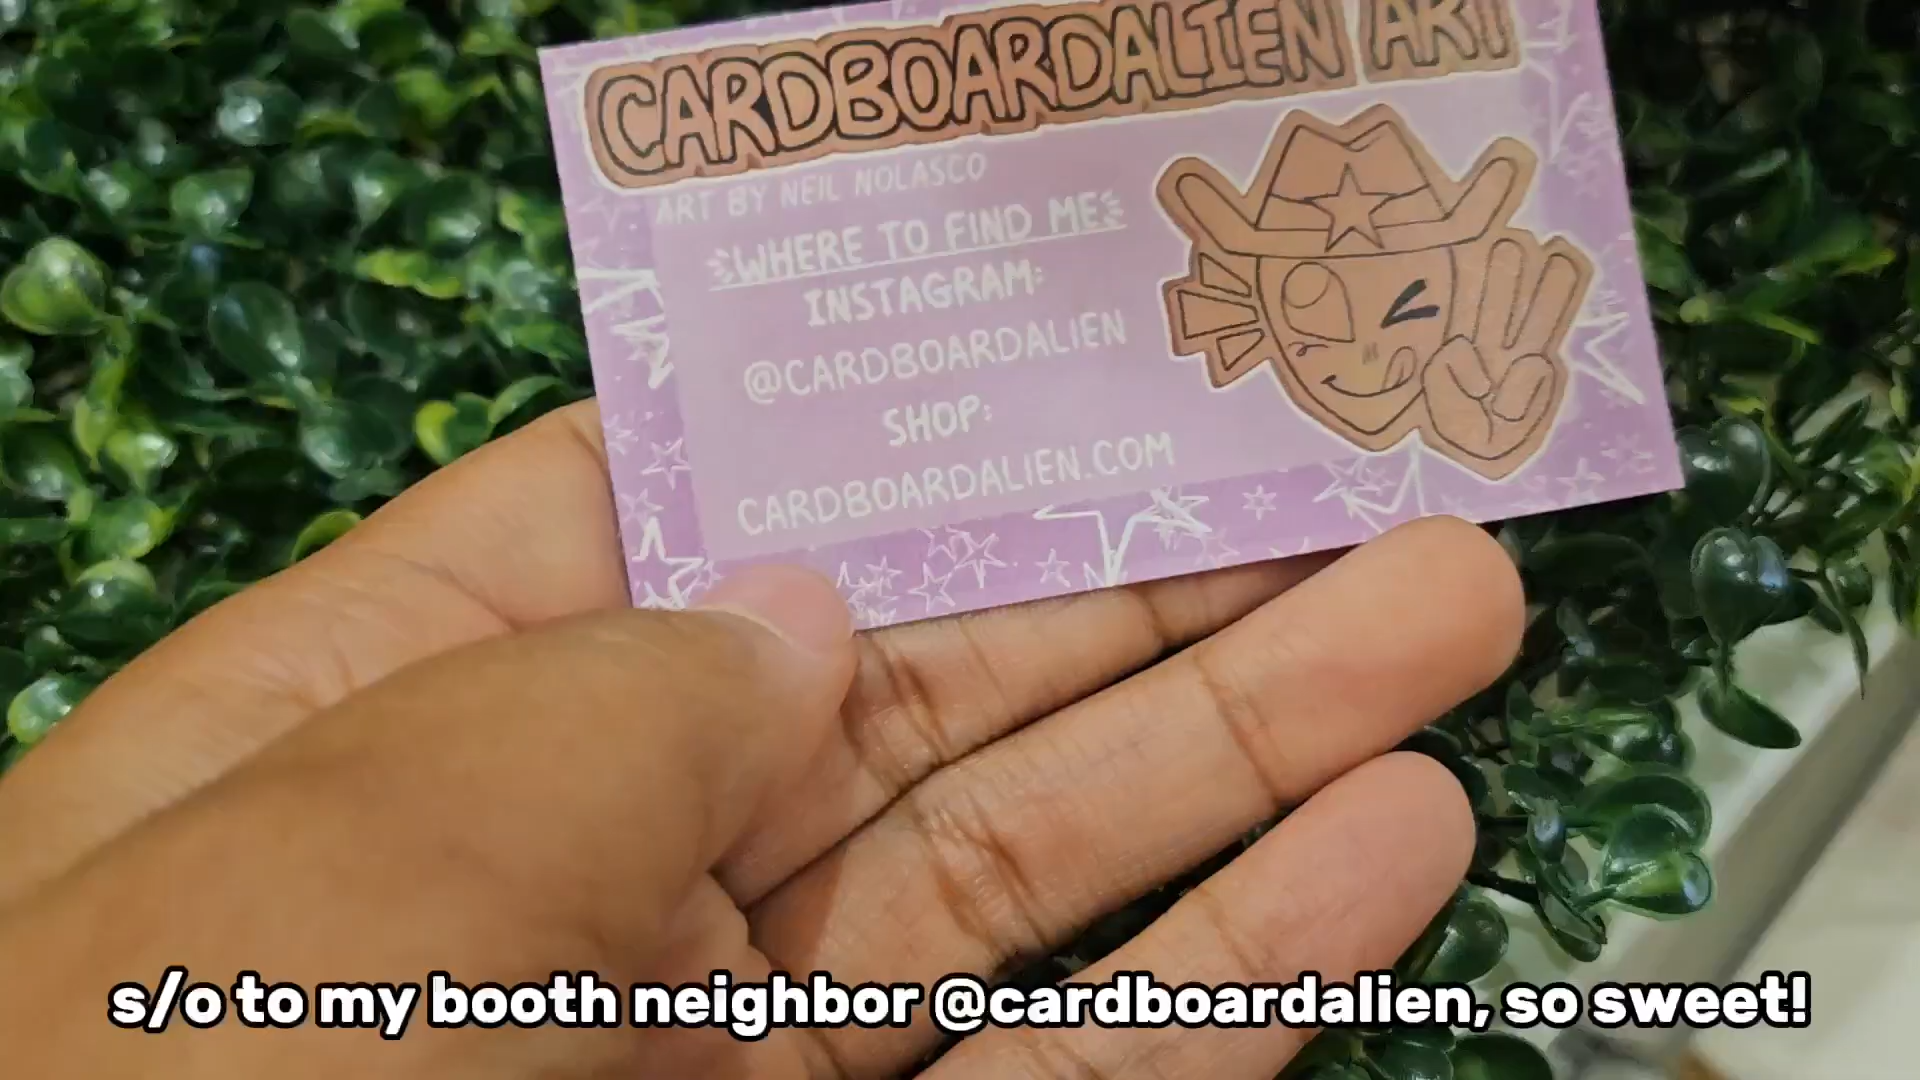 CARDBOARDALIEN ART
ART BY NEIL NOLASCO
WHERE TO FIND ME
INSTAGRAM:
@CARDBOARDALIEN
SHOP:
CARDBOARDALIEN.COM
s/o to my booth neighbor @cardboardalien, so sweet!